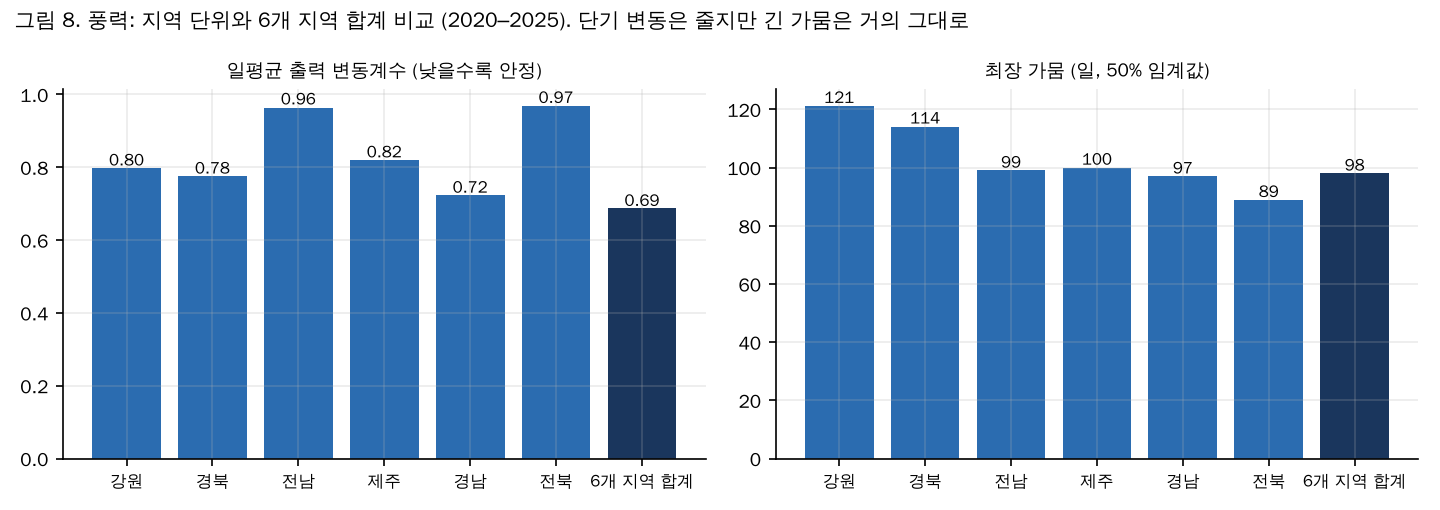 그림 8. 풍력: 지역 단위와 6개 지역 합계 비교 (2020–2025). 단기 변동은 줄지만 긴 가뭄은 거의 그대로
일평균 출력 변동계수 (낮을수록 안정)
1.0
0.8
0.6
0.4
0.2
0.0
0.80
0.78
0.96
0.82
0.72
0.97
0.69
강원
경북
전남
제주
경남
전북
6개 지역 합계
최장 가뭄 (일, 50% 임계값)
120
100
80
60
40
20
0
121
114
99
100
97
89
98
강원
경북
전남
제주
경남
전북
6개 지역 합계